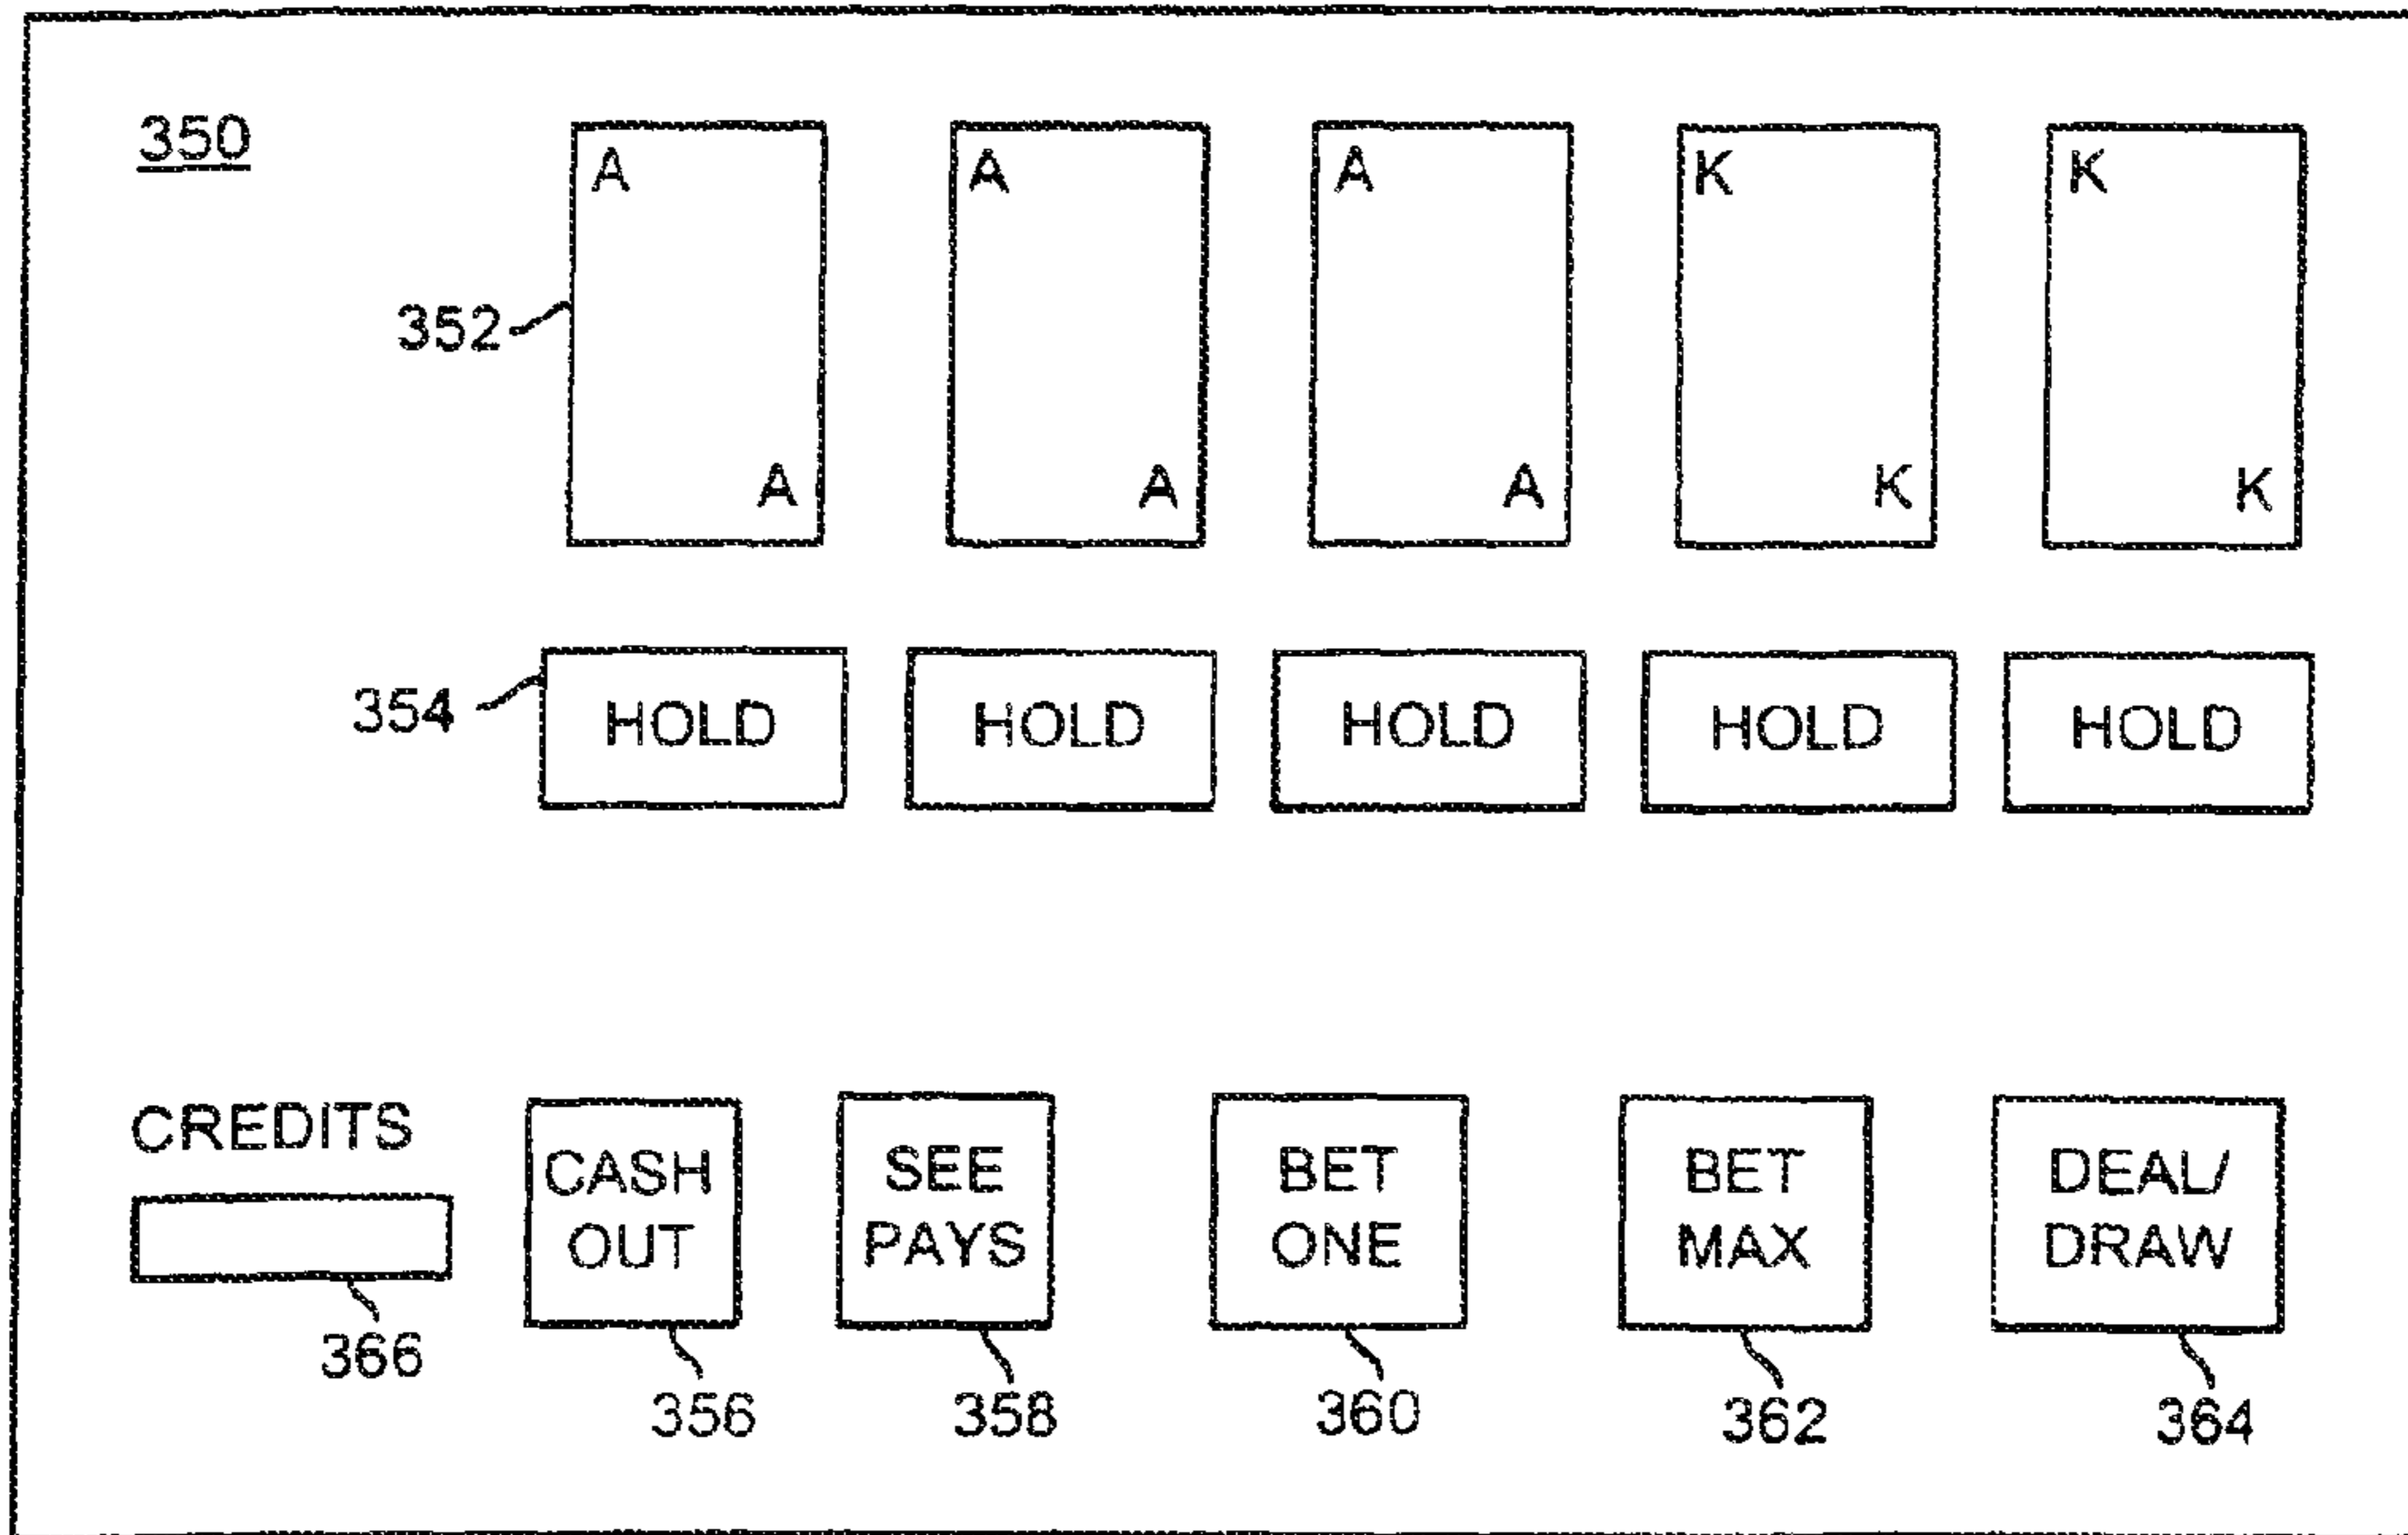 350
A A A K K
352
A A A K K
354 HOLD HOLD HOLD HOLD HOLD
CREDITS
CASH OUT
SEE PAYS
BET ONE
BET MAX
DEAL/ DRAW
366
356 358 360 362 364